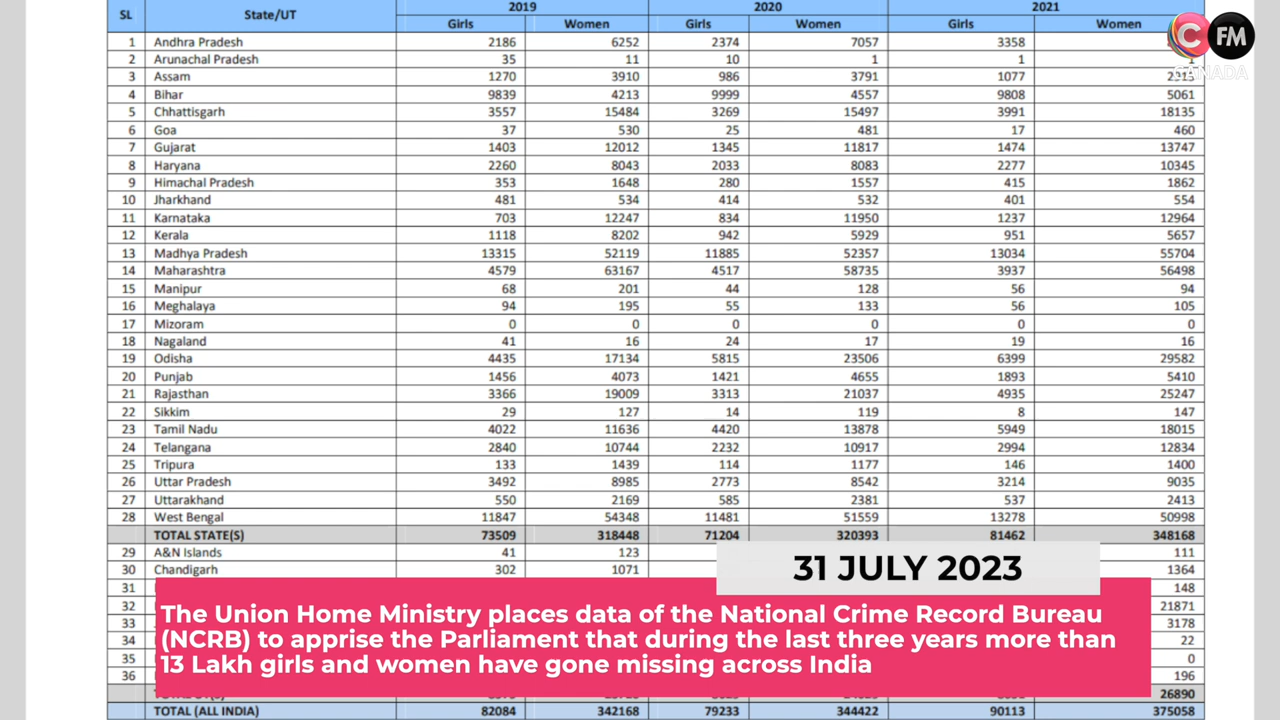 SL State/UT 2019 2020 2021
Girls Women Girls Women Girls Women
1 Andhra Pradesh 2186 6252 2374 7057 3358
2 Arunachal Pradesh 35 11 10 1 1 1
3 Assam 1270 3910 986 3791 1077
4 Bihar 9839 4213 9999 4557 9808 5061
5 Chhattisgarh 3557 15484 3269 15497 3991 18135
6 Goa 37 530 25 481 17 460
7 Gujarat 1403 12012 1345 11817 1474 13747
8 Haryana 2260 8043 2033 8083 2277 10345
9 Himachal Pradesh 353 1648 280 1557 415 1862
10 Jharkhand 481 534 414 532 401 554
11 Karnataka 703 12247 834 11950 1237 12964
12 Kerala 1118 8202 942 5929 951 5657
13 Madhya Pradesh 13315 52119 11885 52357 13034 55704
14 Maharashtra 4579 63167 4517 58735 3937 56498
15 Manipur 68 201 44 128 56 94
16 Meghalaya 94 195 55 133 56 105
17 Mizoram 0 0 0 0 0 0
18 Nagaland 41 16 24 17 19 16
19 Odisha 4435 17134 5815 23506 6399 29582
20 Punjab 1456 4073 1421 4655 1893 5410
21 Rajasthan 3366 19009 3313 21037 4935 25247
22 Sikkim 29 127 14 119 8 147
23 Tamil Nadu 4022 11636 4420 13878 5949 18015
24 Telangana 2840 10744 2232 10917 2994 12834
25 Tripura 133 1439 114 1177 146 1400
26 Uttar Pradesh 3492 8985 2773 8542 3214 9035
27 Uttarakhand 550 2169 585 2381 537 2413
28 West Bengal 11847 54348 11481 51559 13278 50998
TOTAL STATE(S) 73509 318448 71204 320393 81462 348168
29 A&N Islands 41 123 111
30 Chandigarh 302 1071 1364
31 148
32 21871
33 3178
34 22
35 0
36 196
26890
TOTAL (ALL INDIA) 82084 342168 79233 344422 90113 375058
C FM
CANADA
31 JULY 2023
The Union Home Ministry places data of the National Crime Record Bureau
(NCRB) to apprise the Parliament that during the last three years more than
13 Lakh girls and women have gone missing across India